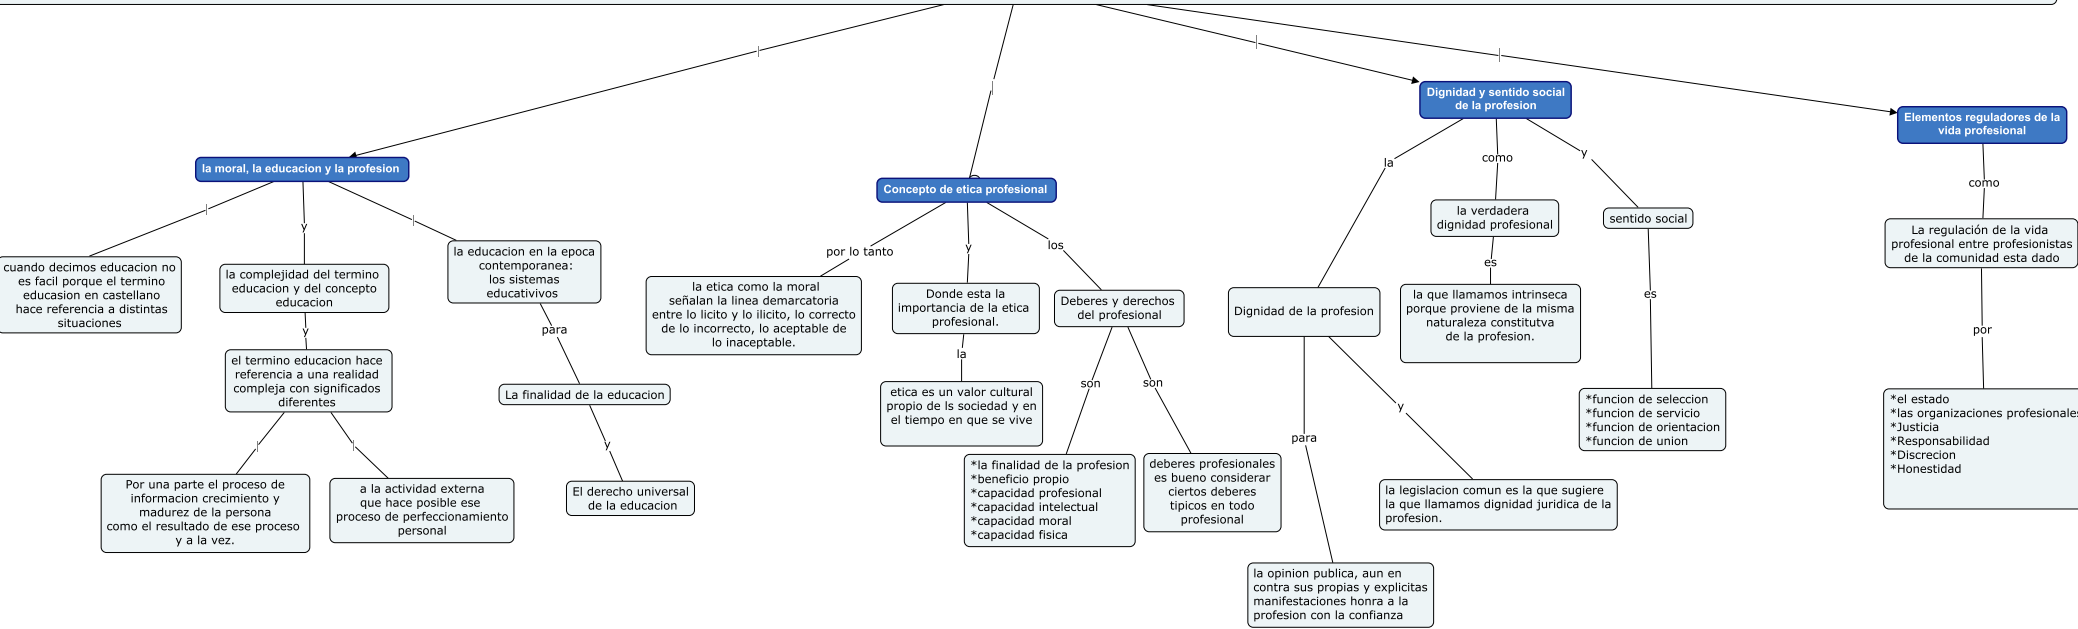 la moral, la educacion y la profesion
cuando decimos educacion no
es facil porque el termino
educasion en castellano
hace referencia a distintas
situaciones
y
la complejidad del termino
educacion y del concepto
educacion
y
el termino educacion hace
referencia a una realidad
compleja con significados
diferentes
Por una parte el proceso de
informacion crecimiento y
madurez de la persona
como el resultado de ese proceso
y a la vez.
a la actividad externa
que hace posible ese
proceso de perfeccionamiento
personal
la educacion en la epoca
contemporanea:
los sistemas
educativivos
para
La finalidad de la educacion
y
El derecho universal
de la educacion
Concepto de etica profesional
por lo tanto
la etica como la moral
señalan la linea demarcatoria
entre lo licito y lo ilicito, lo correcto
de lo incorrecto, lo aceptable de
lo inaceptable.
y
Donde esta la
importancia de la etica
profesional.
la
etica es un valor cultural
propio de ls sociedad y en
el tiempo en que se vive
los
Deberes y derechos
del profesional
son
*la finalidad de la profesion
*beneficio propio
*capacidad profesional
*capacidad intelectual
*capacidad moral
*capacidad fisica
son
deberes profesionales
es bueno considerar
ciertos deberes
tipicos en todo
profesional
Dignidad y sentido social
de la profesion
la
Dignidad de la profesion
para
la opinion publica, aun en
contra sus propias y explicitas
manifestaciones honra a la
profesion con la confianza
y
la legislacion comun es la que sugiere
la que llamamos dignidad juridica de la
profesion.
como
la verdadera
dignidad profesional
es
la que llamamos intrinseca
porque proviene de la misma
naturaleza constitutva
de la profesion.
y
sentido social
es
*funcion de seleccion
*funcion de servicio
*funcion de orientacion
*funcion de union
Elementos reguladores de la
vida profesional
como
La regulación de la vida
profesional entre profesionistas
de la comunidad esta dado
por
*el estado
*las organizaciones profesionales
*Justicia
*Responsabilidad
*Discrecion
*Honestidad